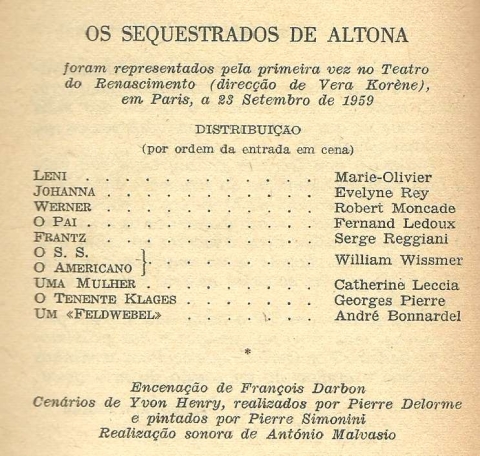 OS SEQUESTRADOS DE ALTONA
foram representados pela primeira vez no Teatro
do Renascimento (direcção de Vera Korène),
em Paris, a 23 Setembro de 1959
DISTRIBUIÇÃO
(por ordem da entrada em cena)
LENI . . . . . . . . . . . . Marie-Olivier
JOHANNA . . . . . . . . . . . Evelyne Rey
WERNER . . . . . . . . . . . Robert Moncade
O PAI . . . . . . . . . . . . Fernand Ledoux
FRANTZ . . . . . . . . . . . Serge Reggiani
O S. S.
O AMERICANO } . . . . . . . . . William Wissmer
UMA MULHER . . . . . . . . . Catherine Leccia
O TENENTE KLAGES . . . . . . . Georges Pierre
UM «FELDWEBEL» . . . . . . . . André Bonnardel
*
Encenação de François Darbon
Cenários de Yvon Henry, realizados por Pierre Delorme
e pintados por Pierre Simonini
Realização sonora de António Malvasio